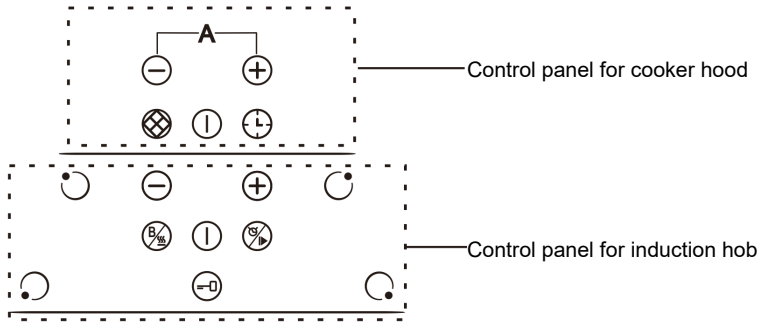 A
Control panel for cooker hood
B
Control panel for induction hob